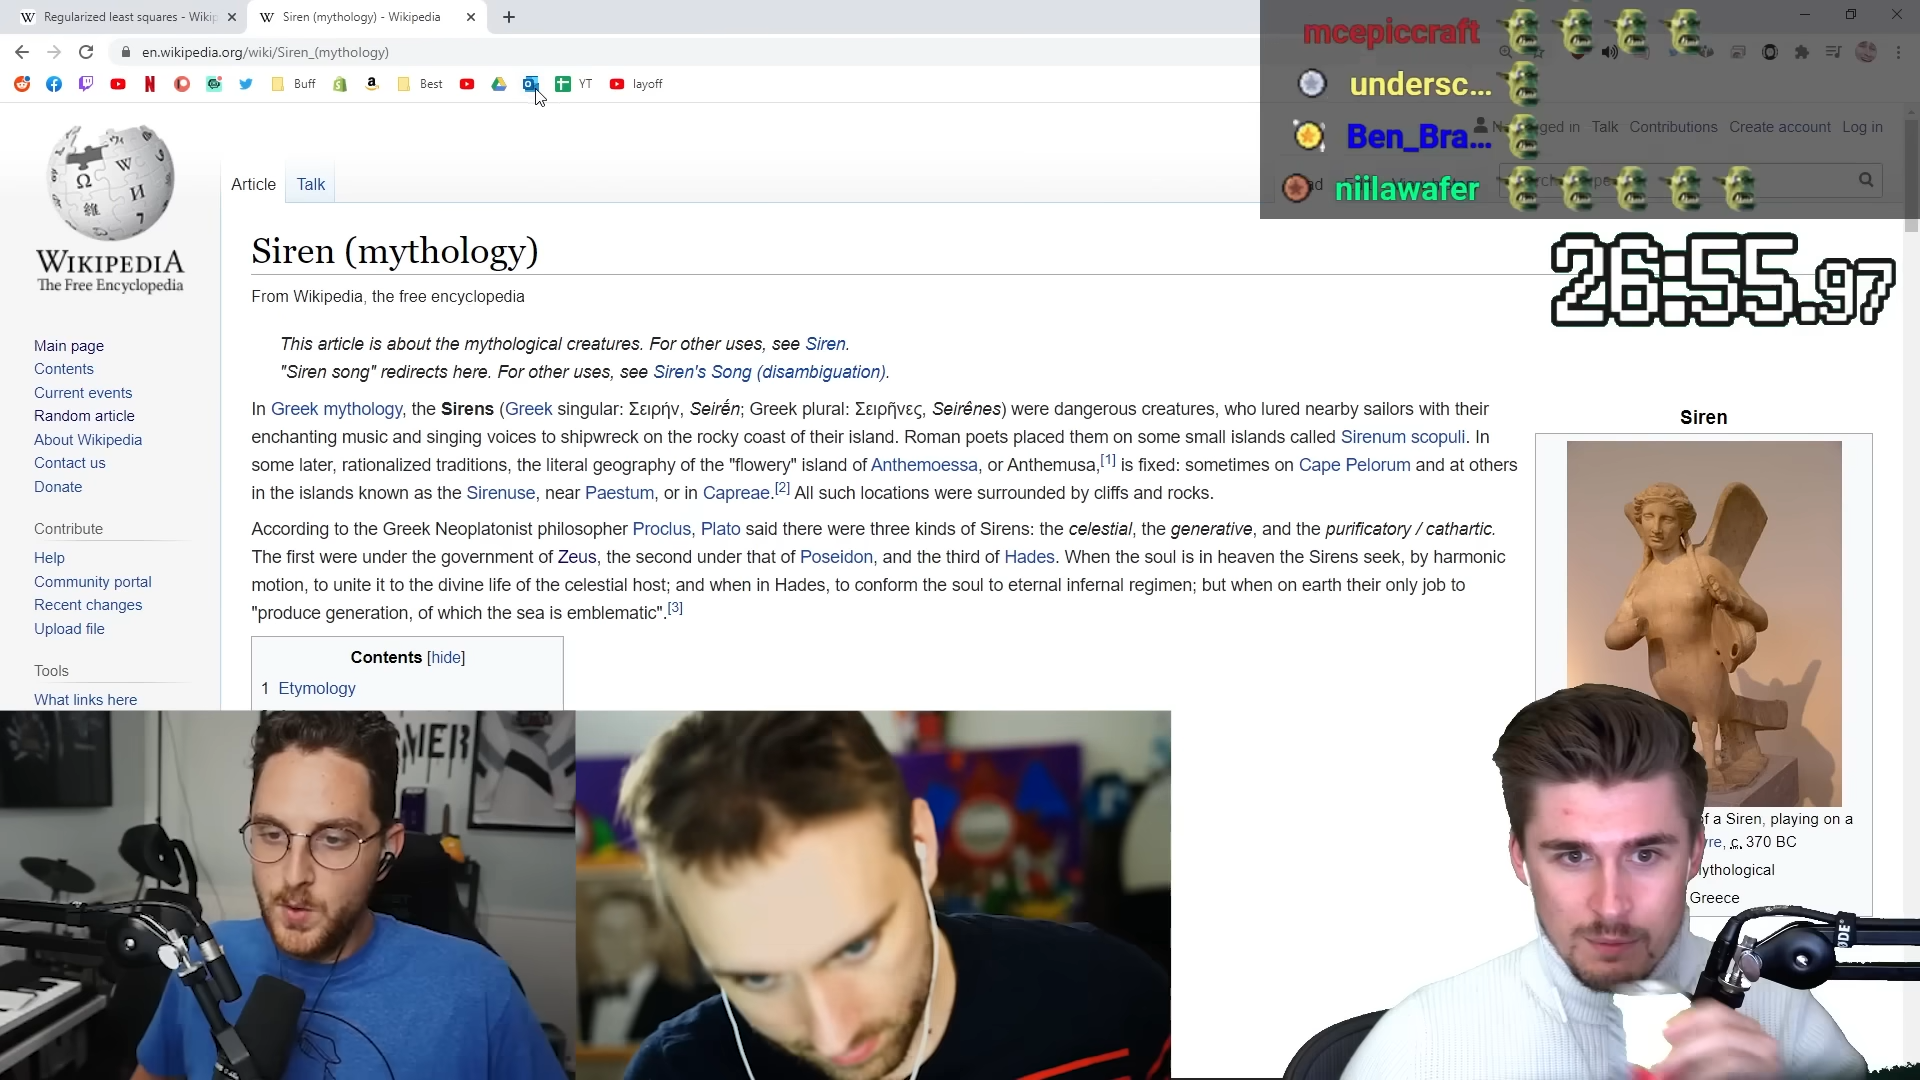 Regularized least squares - Wikip
Siren (mythology) - Wikipedia
en.wikipedia.org/wiki/Siren_(mythology)
Buff
Best
YT
layoff
mcepiccraft
undersc...
Ben_Bra...
niilawafer
Talk
Contributions
Create account
Log in
WIKIPEDIA
The Free Encyclopedia
Main page
Contents
Current events
Random article
About Wikipedia
Contact us
Donate
Contribute
Help
Community portal
Recent changes
Upload file
Tools
What links here
Article
Talk
26:55.97
Siren (mythology)
From Wikipedia, the free encyclopedia
This article is about the mythological creatures. For other uses, see Siren.
"Siren song" redirects here. For other uses, see Siren's Song (disambiguation).
In Greek mythology, the Sirens (Greek singular: Σειρήν, Seirḗn; Greek plural: Σειρῆνες, Seirênes) were dangerous creatures, who lured nearby sailors with their
enchanting music and singing voices to shipwreck on the rocky coast of their island. Roman poets placed them on some small islands called Sirenum scopuli. In
some later, rationalized traditions, the literal geography of the "flowery" island of Anthemoessa, or Anthemusa,[1] is fixed: sometimes on Cape Pelorum and at others
in the islands known as the Sirenuse, near Paestum, or in Capreae.[2] All such locations were surrounded by cliffs and rocks.
According to the Greek Neoplatonist philosopher Proclus, Plato said there were three kinds of Sirens: the celestial, the generative, and the purificatory / cathartic.
The first were under the government of Zeus, the second under that of Poseidon, and the third of Hades. When the soul is in heaven the Sirens seek, by harmonic
motion, to unite it to the divine life of the celestial host; and when in Hades, to conform the soul to eternal infernal regimen; but when on earth their only job to
"produce generation, of which the sea is emblematic".[3]
Contents [hide]
1 Etymology
Siren
of a Siren, playing on a
c. 370 BC
Greece
RØDE